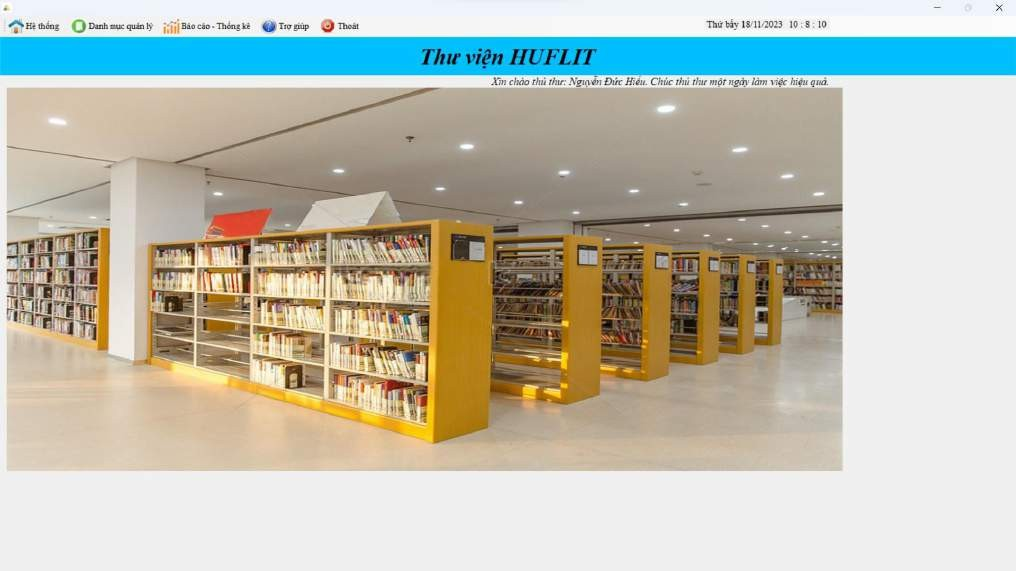 Hệ thống Danh mục quản lý Báo cáo - Thống kê Trợ giúp Thoát Thứ bảy 18/11/2023 10 : 8 : 10
Thư viện HUFLIT
Xin chào thủ thư: Nguyễn Đức Hiếu. Chúc thủ thư một ngày làm việc hiệu quả.